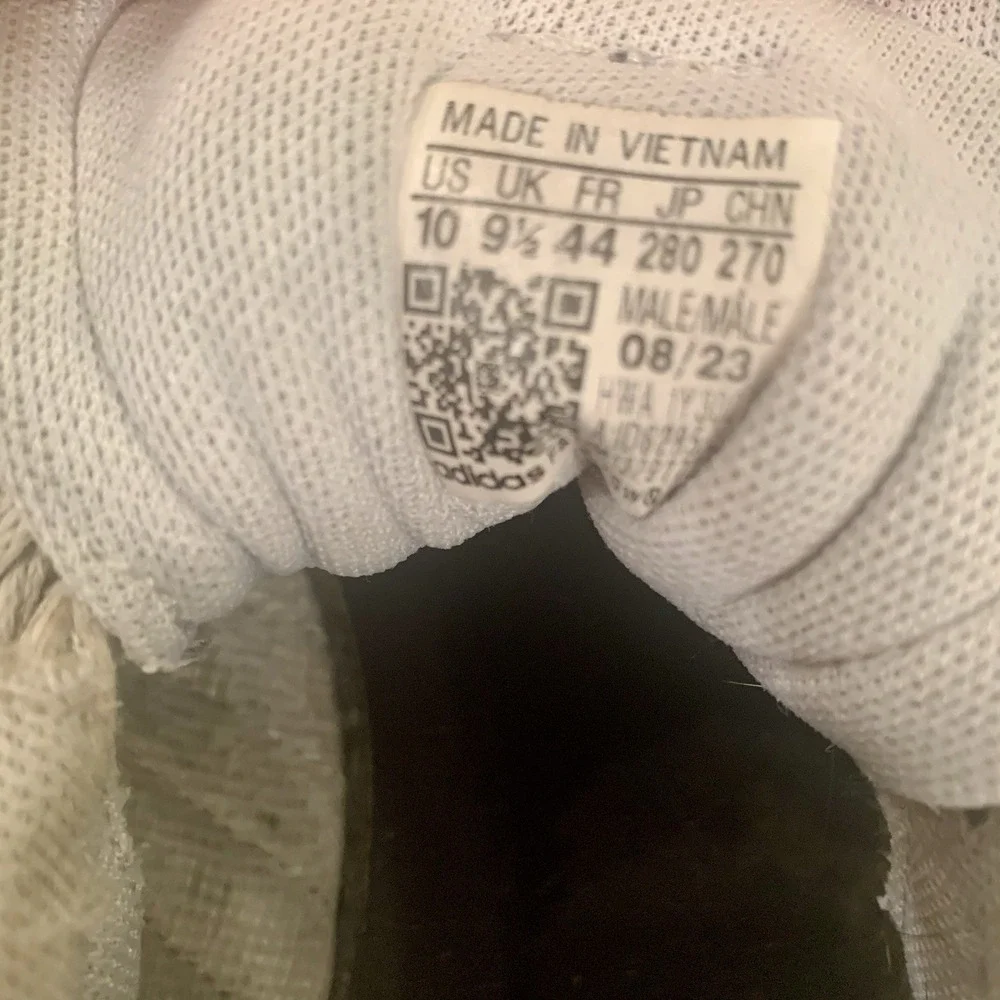 MADE IN VIETNAM
US UK FR JP CHN
10 9½ 44 280 270
MALE/MÂLE
08/23
HWA
adidas